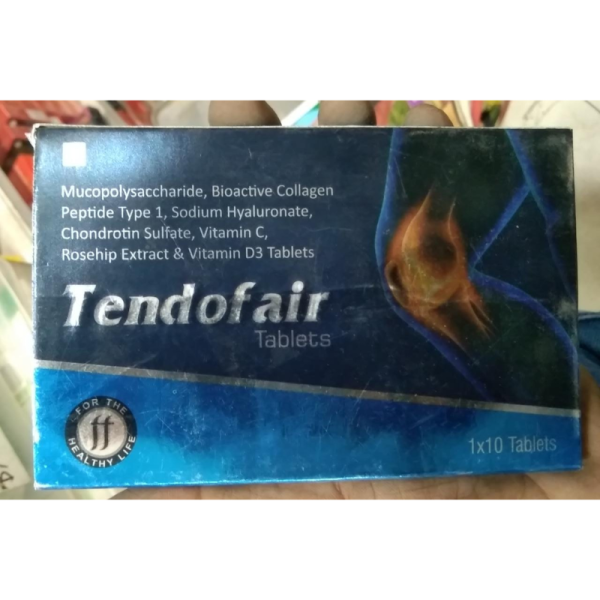 Mucopolysaccharide, Bioactive Collagen
Peptide Type 1, Sodium Hyaluronate,
Chondrotin Sulfate, Vitamin C,
Rosehip Extract & Vitamin D3 Tablets
Tendofair
Tablets
FOR THE
ff
HEALTHY LIFE
1x10 Tablets